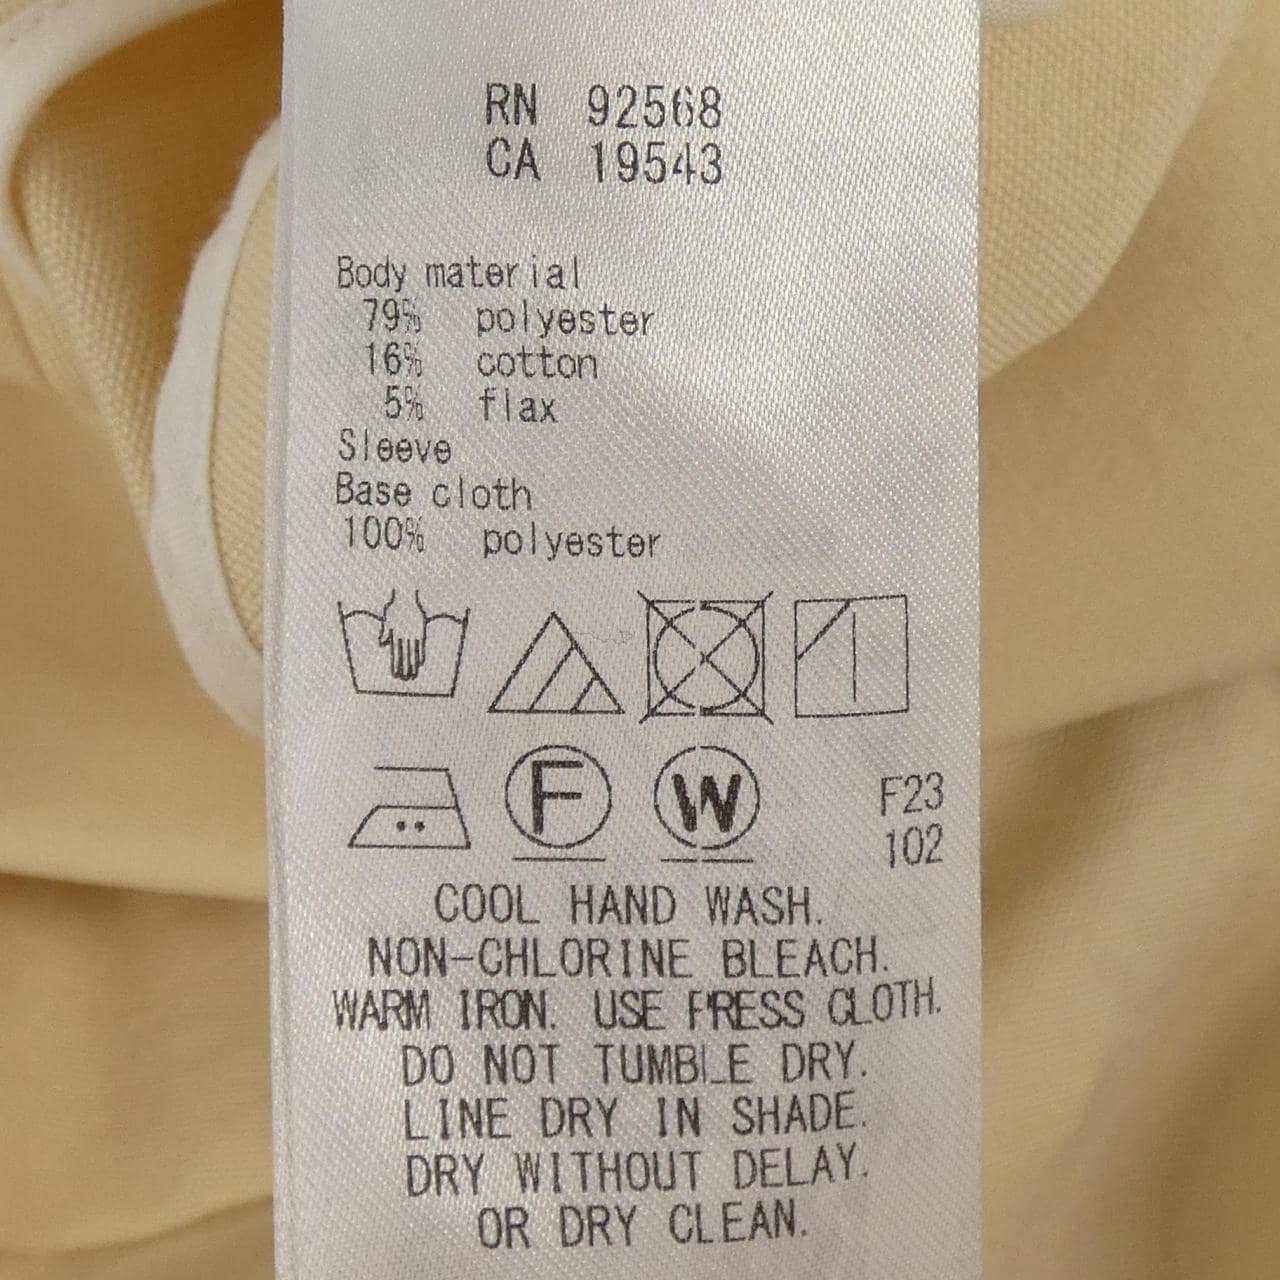 RN 92568
CA 19543
Body material
79% polyester
16% cotton
5% flax
Sleeve
Base cloth
100% polyester
F W
F23
102
COOL HAND WASH.
NON-CHLORINE BLEACH.
WARM IRON. USE PRESS CLOTH.
DO NOT TUMBLE DRY.
LINE DRY IN SHADE.
DRY WITHOUT DELAY.
OR DRY CLEAN.